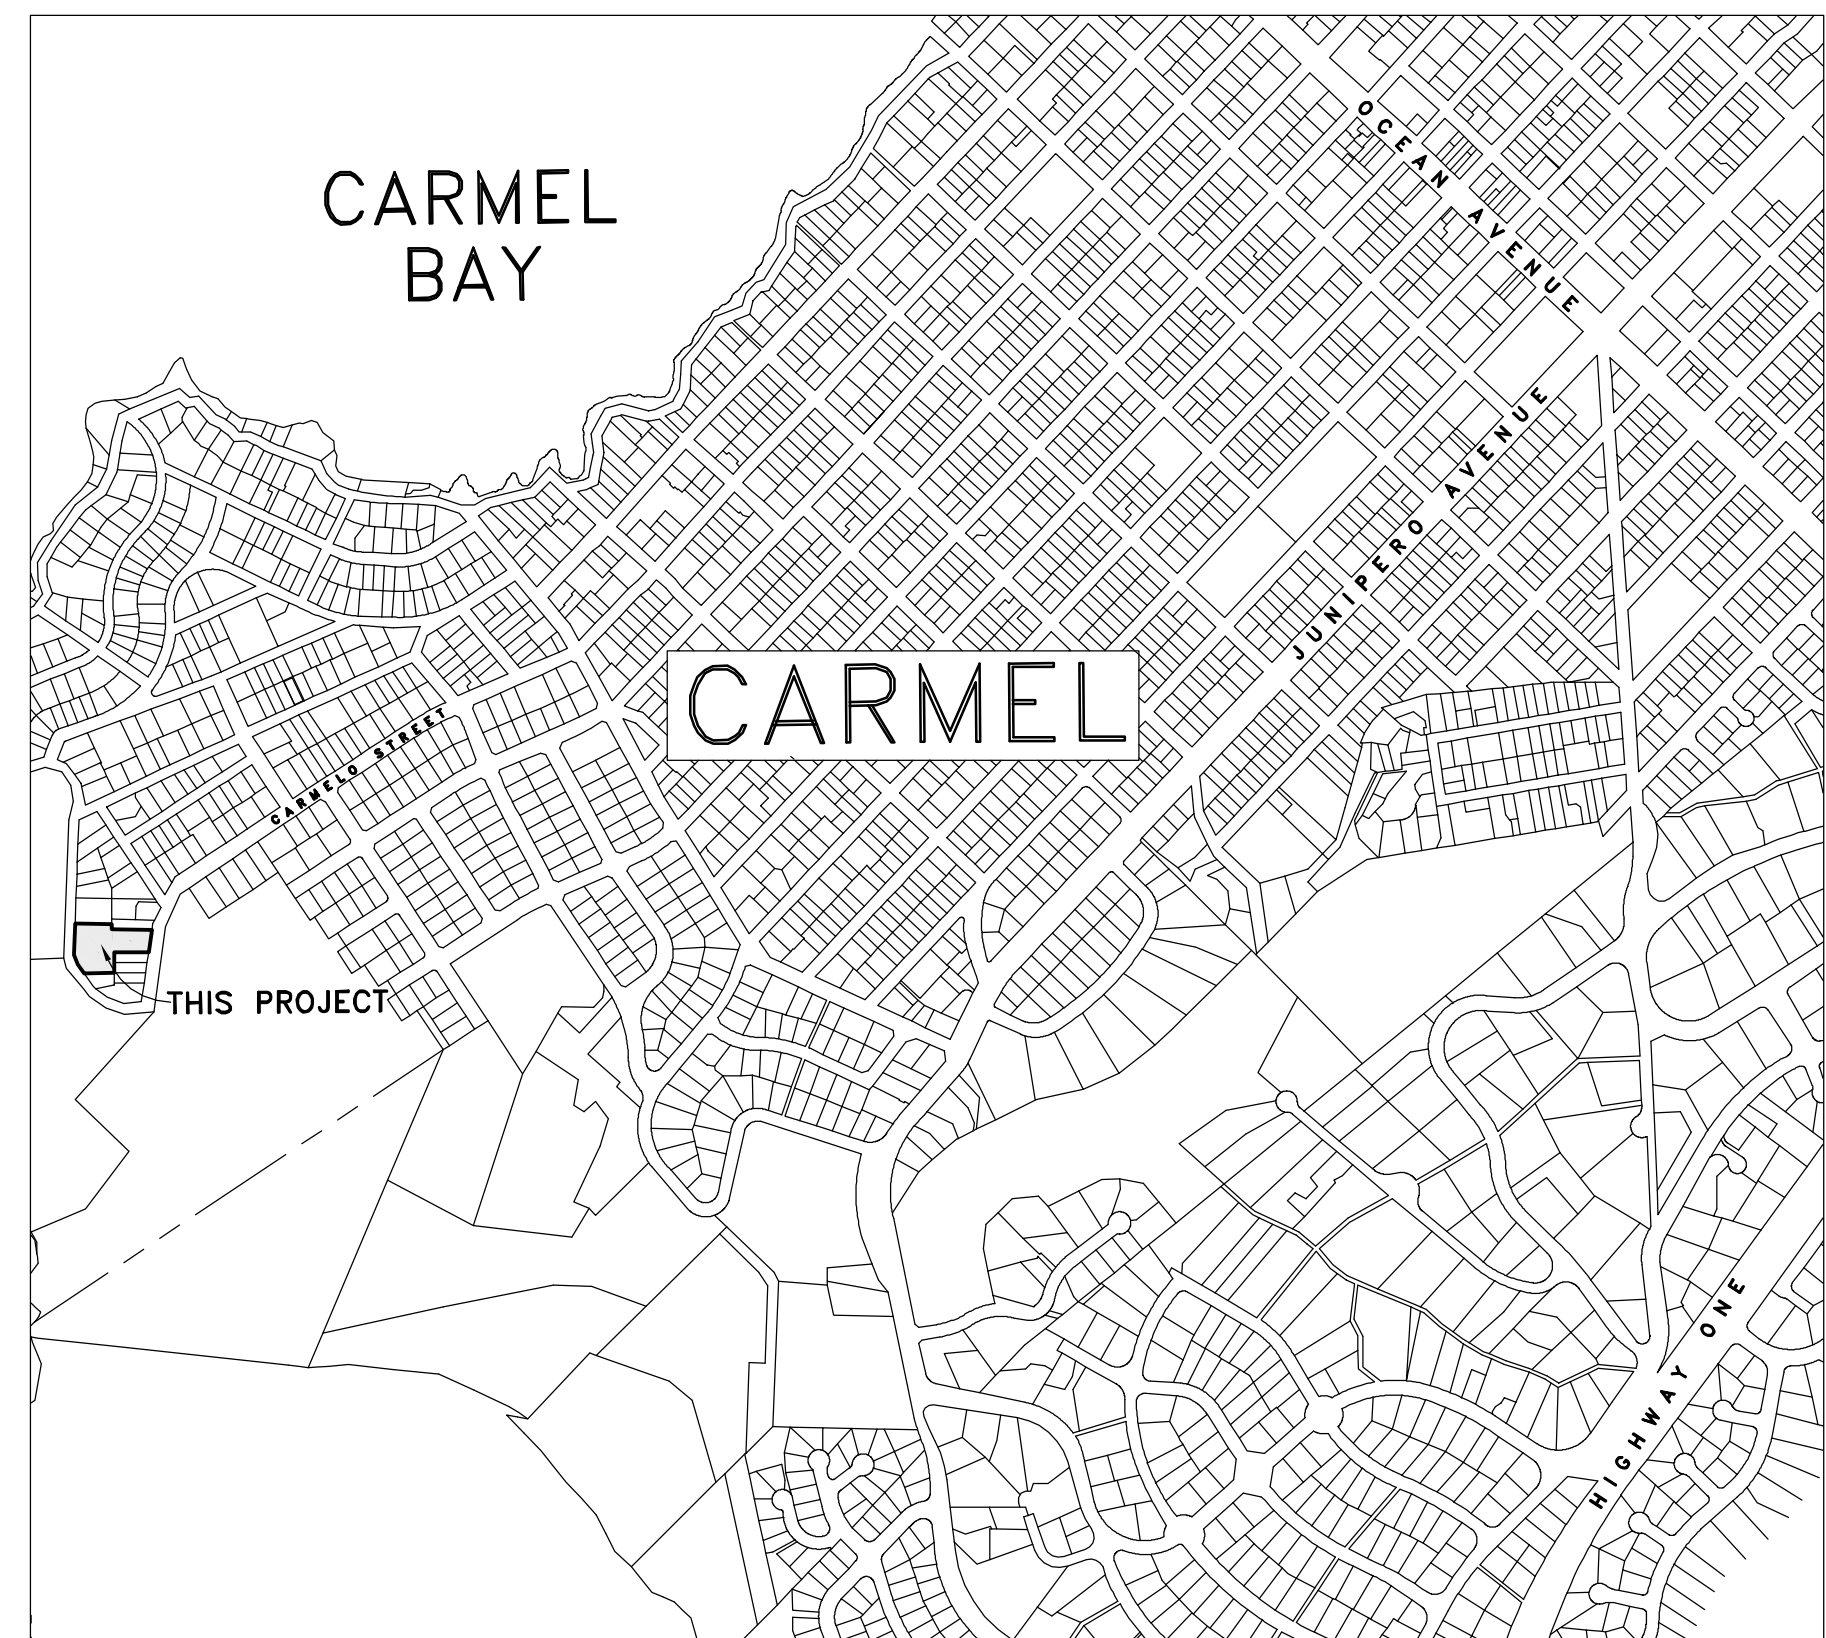 CARMEL
BAY
OCEAN AVENUE
JUNIPERO AVENUE
CARMEL
CARMELO STREET
THIS PROJECT
HIGHWAY ONE